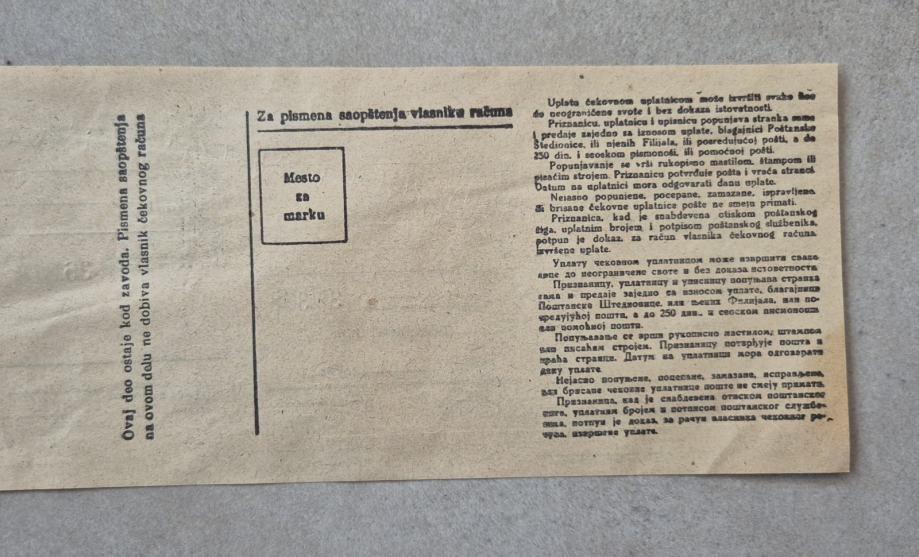 Ovaj deo ostaje kod zavoda. Pismena saopštenja
na ovom delu ne dobiva vlasnik čekovnog računa
Za pismena saopštenja vlasniku računa
Mesto
za
marku
Uplatu čekovnom uplatnicom može izvršiti svako lice
do neograničene svote i bez dokaza istovetnosti.
Priznanicu, uplatnicu i upisnicu popunjava stranka sama
i predaje zajedno sa iznosom uplate, blagajnici Poštanske
Štedionice, ili njenih Filijala, ili posredujućoj pošti, a do
250 din. i seoskom pismonoši, ili pomoćnoj pošti.
Popunjavanje se vrši rukopisno mastilom, štampom ili
pisaćim strojem. Priznanicu potvrđuje pošta i vraća stranci
Datum na uplatnici mora odgovarati danu uplate.
Nejasno popunjene, pocepane, zamazane, ispravljene,
ili brisane čekovne uplatnice pošte ne smeju primati.
Priznanica, kad je snabdevena otiskom poštanskog
žiga, uplatnim brojem i potpisom poštanskog službenika,
potpun je dokaz, za račun vlasnika čekovnog računa,
izvršene uplate.
Уплату чековном уплатницом може извршити свако
лице до неограничене своте и без доказа истоветности
Признаницу, уплатницу и уписницу попуњава странка
сама и предаје заједно са износом уплате, благајници
Поштанске Штедионице, или њених Филијала, или по-
средујућој пошти, а до 250 дин. и сеоском писмоноши
или помоћној пошти.
Попуњавање се врши рукописно мастилом, штампом
или писаћим стројем. Признаницу потврђује пошта и
враћа странци. Датум на уплатници мора одговарати
дану уплате.
Нејасно попуњене, поцепане, замазане, исправљене,
или брисане чековне уплатнице поште не смеју примати.
Признаница, кад је снабдевена отиском поштанског
жига, уплатним бројем и потписом поштанског службе-
ника, потпун је доказ, за рачун власника чековног ра-
чуна, извршене уплате.